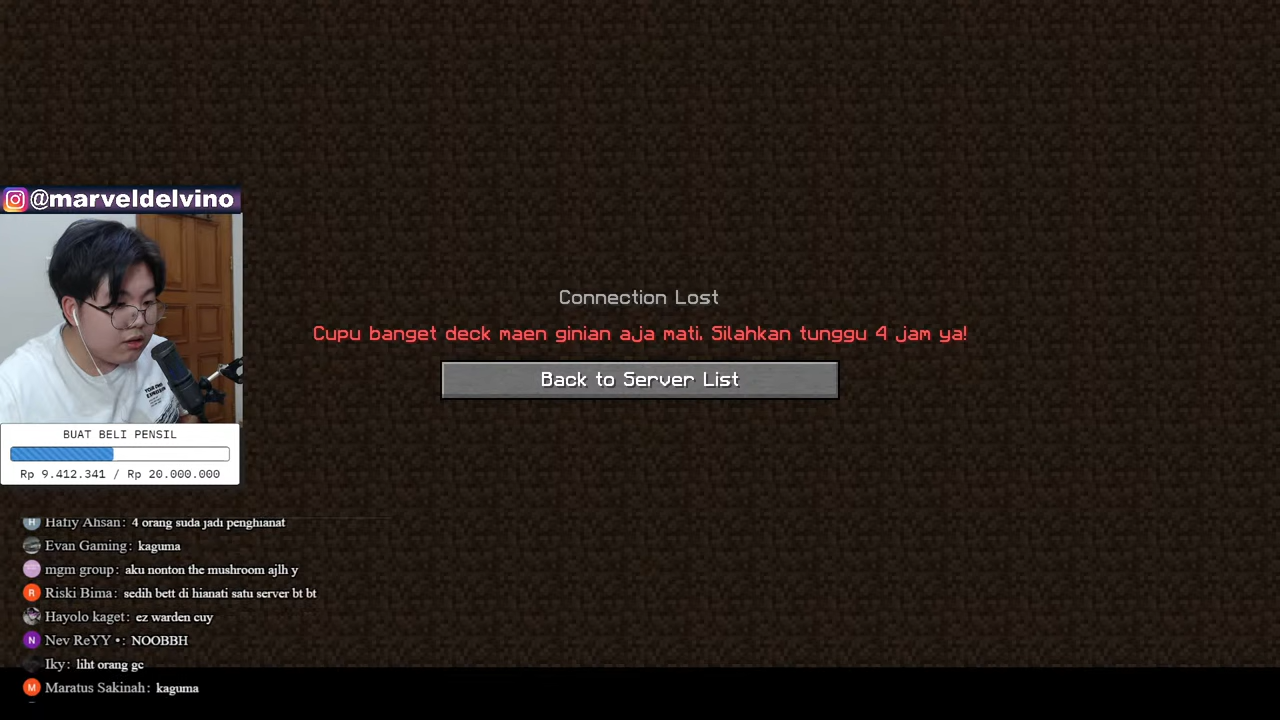 @marveldelvino
Connection Lost
Cupu banget deck maen ginian aja mati. Silahkan tunggu 4 jam ya!
Back to Server List
BUAT BELI PENSIL
Rp 9.412.341 / Rp 20.000.000
H Hafiy Ahsan: 4 orang suda jadi penghianat
Evan Gaming: kaguma
mgm group: aku nonton the mushroom ajlh y
R Riski Bima: sedih bett di hianati satu server bt bt
Hayolo kaget: ez warden cuy
N Nev ReYY •: NOOBBH
Iky: liht orang gc
M Maratus Sakinah: kaguma